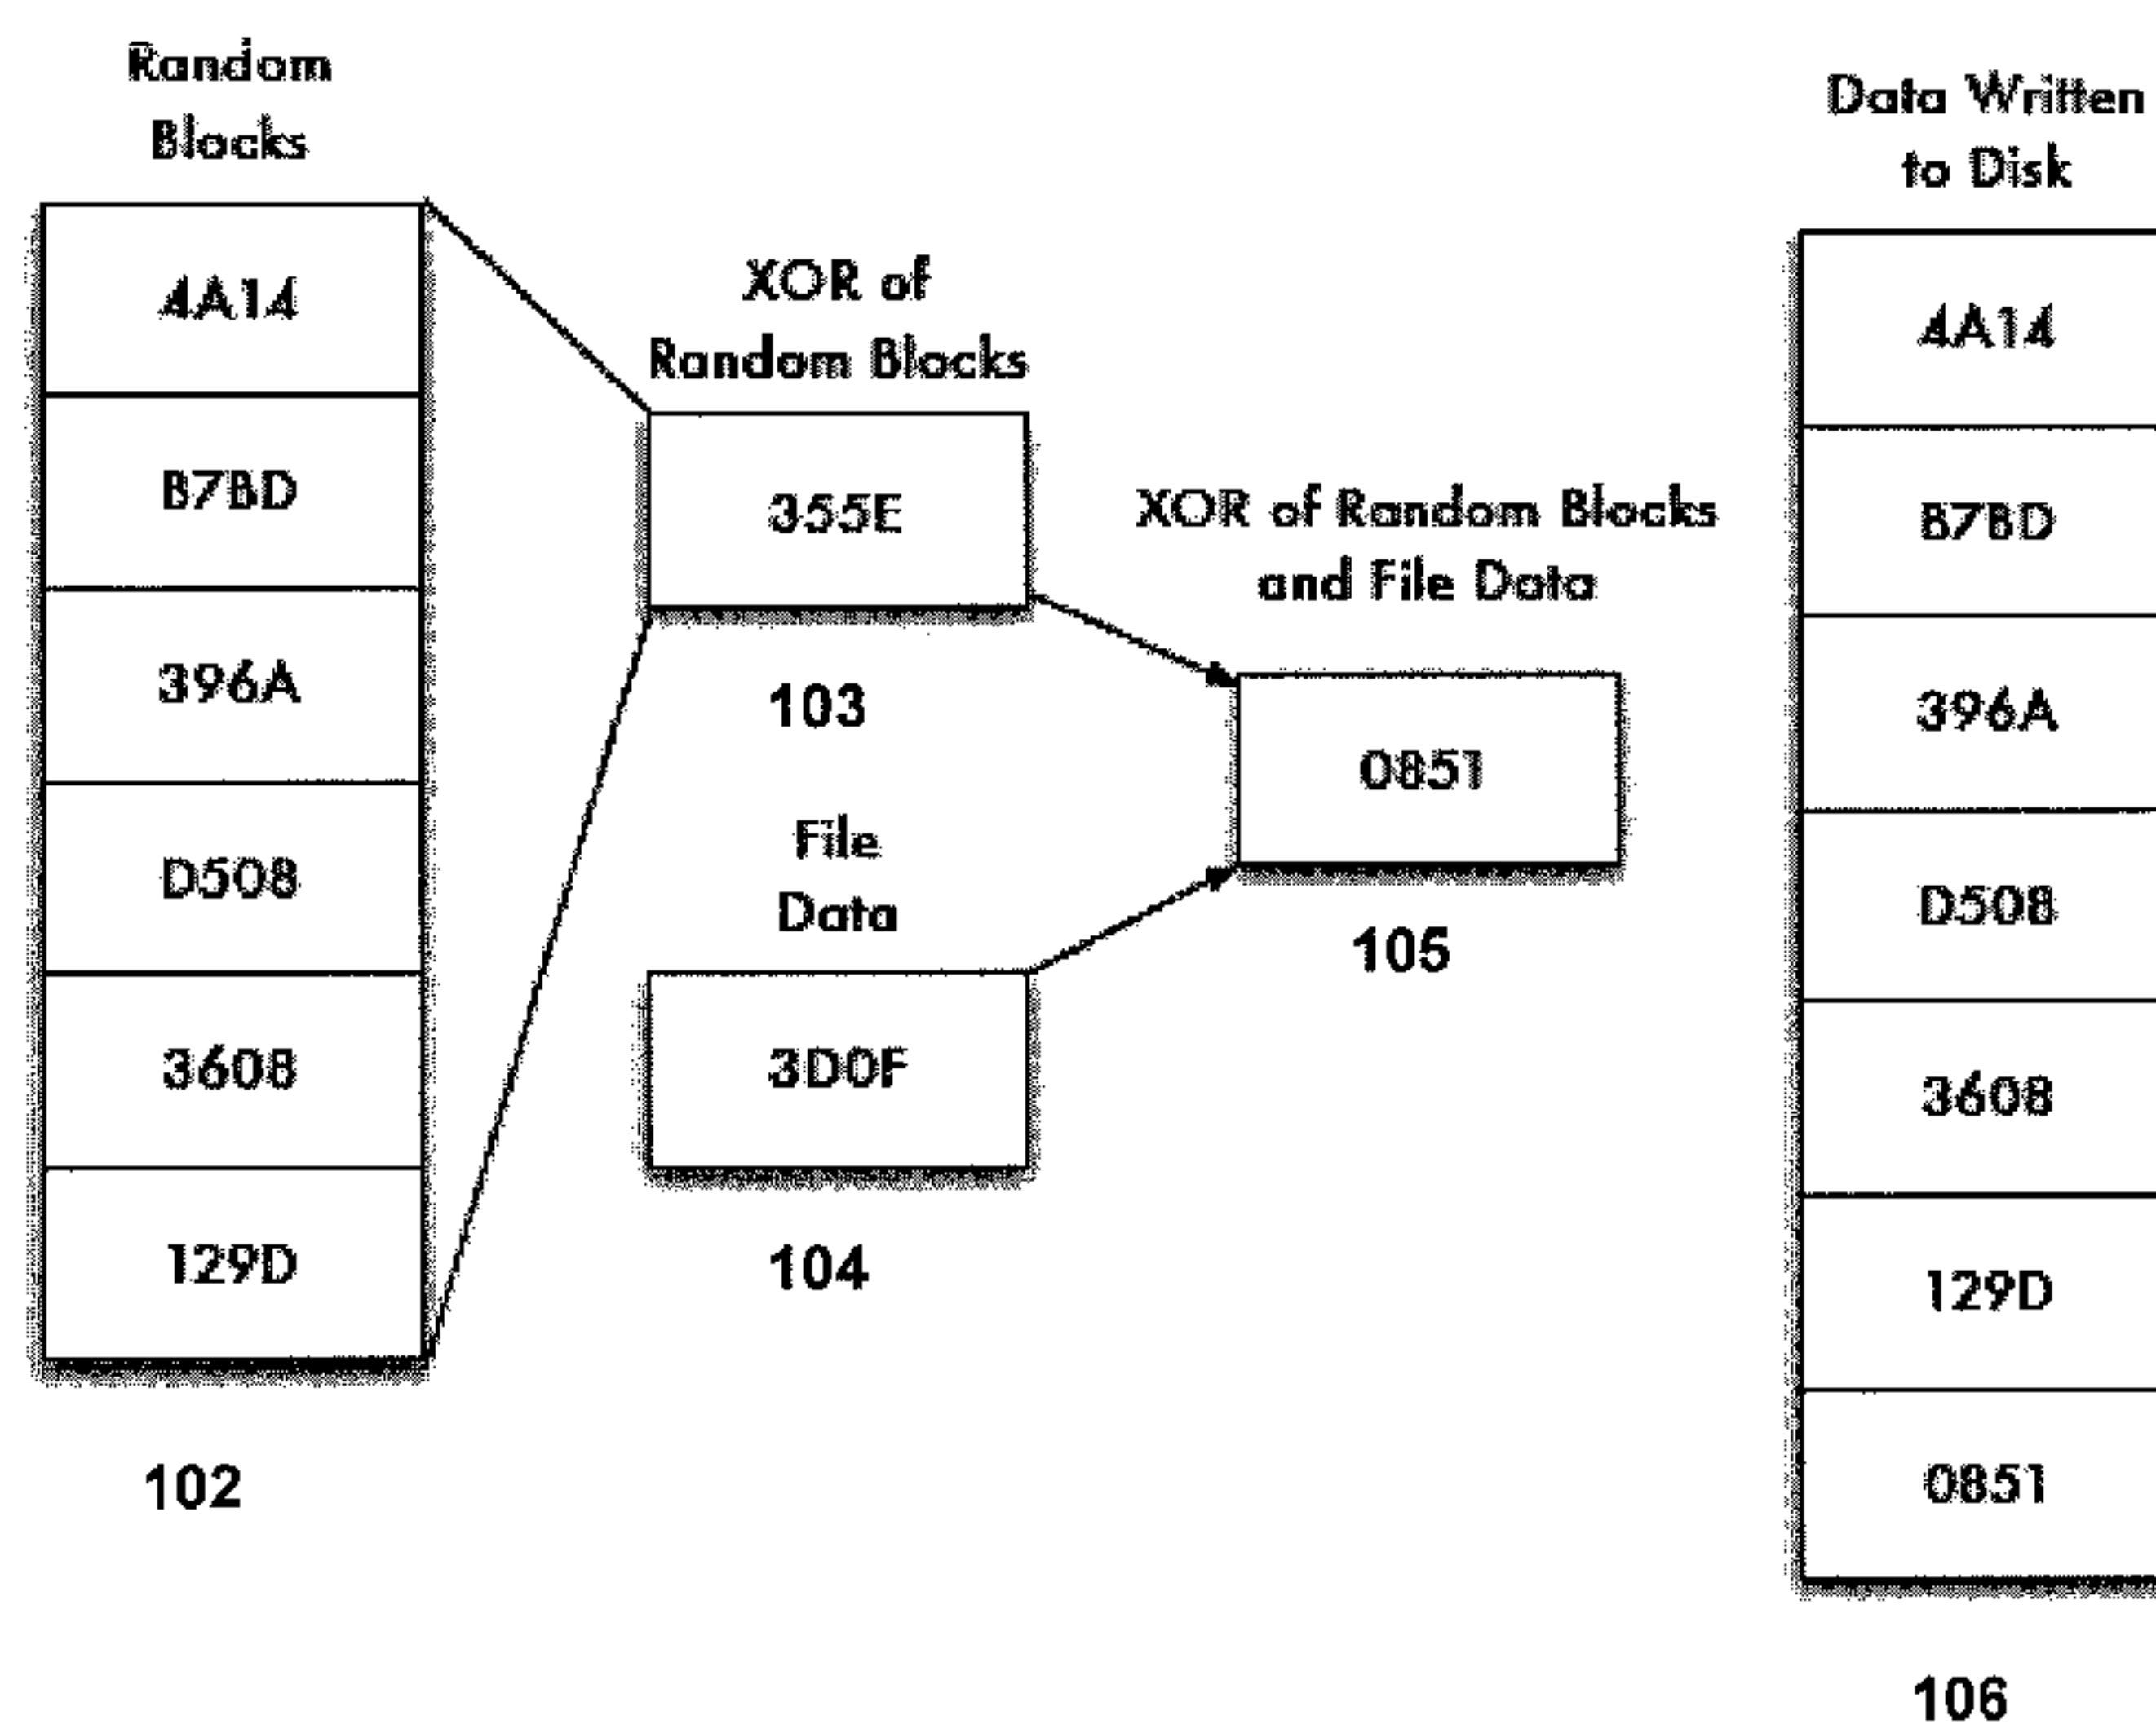 Random
Blocks
4A14
B7BD
396A
D508
3608
129D
102
XOR of
Random Blocks
355E
103
File
Data
3D0F
104
XOR of Random Blocks
and File Data
0851
105
Data Written
to Disk
4A14
B7BD
396A
D508
3608
129D
0851
106